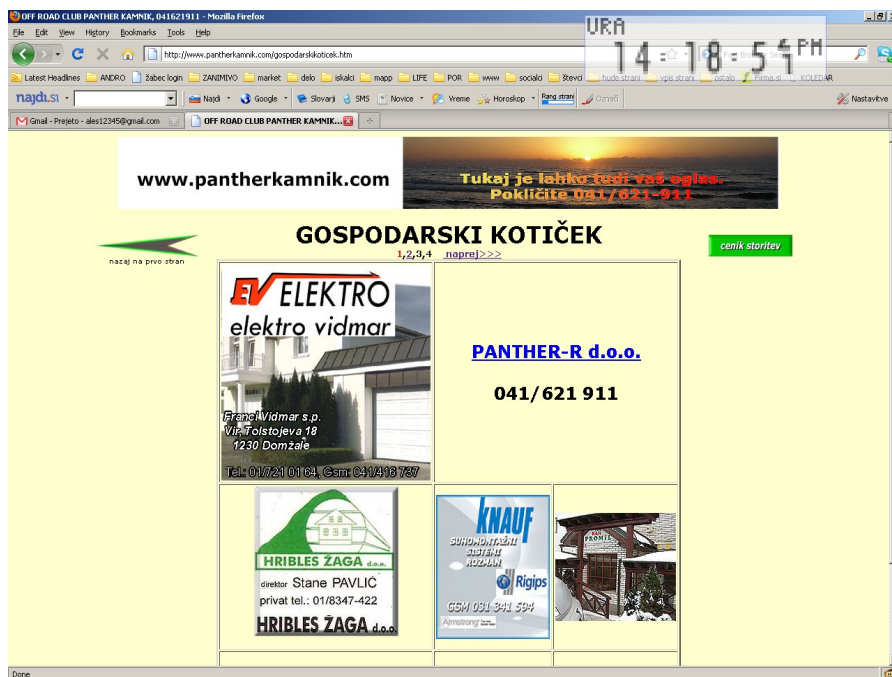 OFF ROAD CLUB PANTHER KAMNIK, 041621911 - Mozilla Firefox
URA
File Edit View History Bookmarks Tools Help
14:18:5 PM
http://www.pantherkamnik.com/gospodarskikoticek.htm
Latest Headlines ANDRO žabec login ZANIMIVO market delo iskalci mapp LIFE POR www socialci števci hude strani vpis strani ostalo Firma.si KOLEDAR
najdi.si Najdi Google Slovarji SMS Novice Vreme Horoskop Rang strani Označi Nastavitve
Gmail - Prejeto - ales12345@gmail.com OFF ROAD CLUB PANTHER KAMNIK...
www.pantherkamnik.com
Tukaj je lahko tudi vaš oglas.
Pokličite 041/621-911
GOSPODARSKI KOTIČEK
1,2,3,4 naprej>>>
nazaj na prvo stran
cenik storitev
EV ELEKTRO
elektro vidmar
Franci Vidmar s.p.
Vir, Tolstojeva 18
1230 Domžale
Tel.: 01/721 01 64, Gsm: 041/416 737
PANTHER-R d.o.o.
041/621 911
HRIBLES ŽAGA d.o.o.
direktor Stane PAVLIČ
privat tel.: 01/8347-422
HRIBLES ŽAGA d.o.o.
KNAUF
SUHOMONTAŽNI
SISTEMI
ROZMAN
Rigips
GSM 031 341 594
Armstrong
BAR
PROMIL
Done